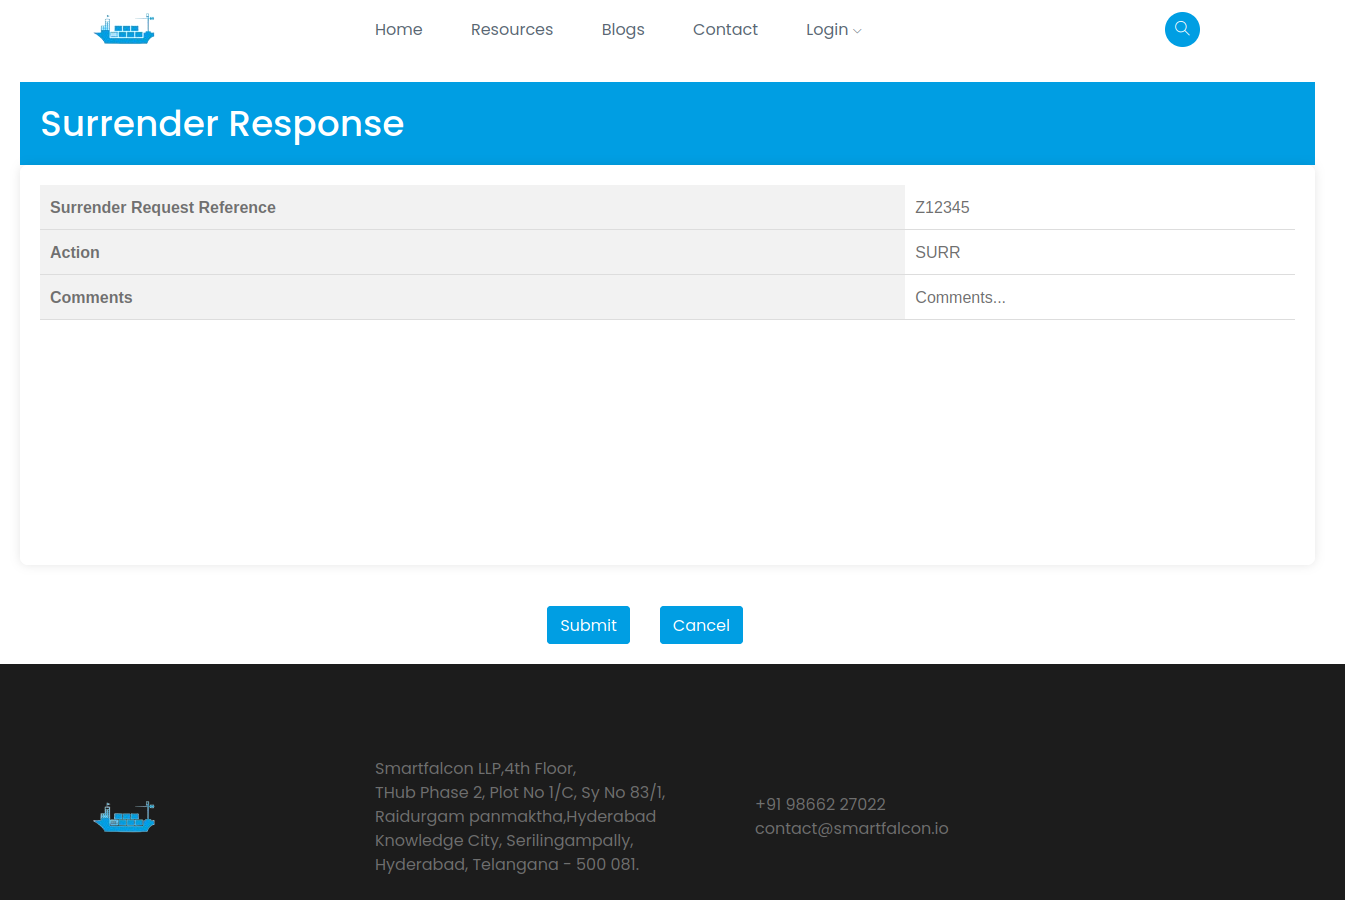 Home Resources Blogs Contact Login
Surrender Response
Surrender Request Reference Z12345
Action SURR
Comments Comments...
Submit Cancel
Smartfalcon LLP,4th Floor,
THub Phase 2, Plot No 1/C, Sy No 83/1,
Raidurgam panmaktha,Hyderabad
Knowledge City, Serilingampally,
Hyderabad, Telangana - 500 081.
+91 98662 27022
contact@smartfalcon.io